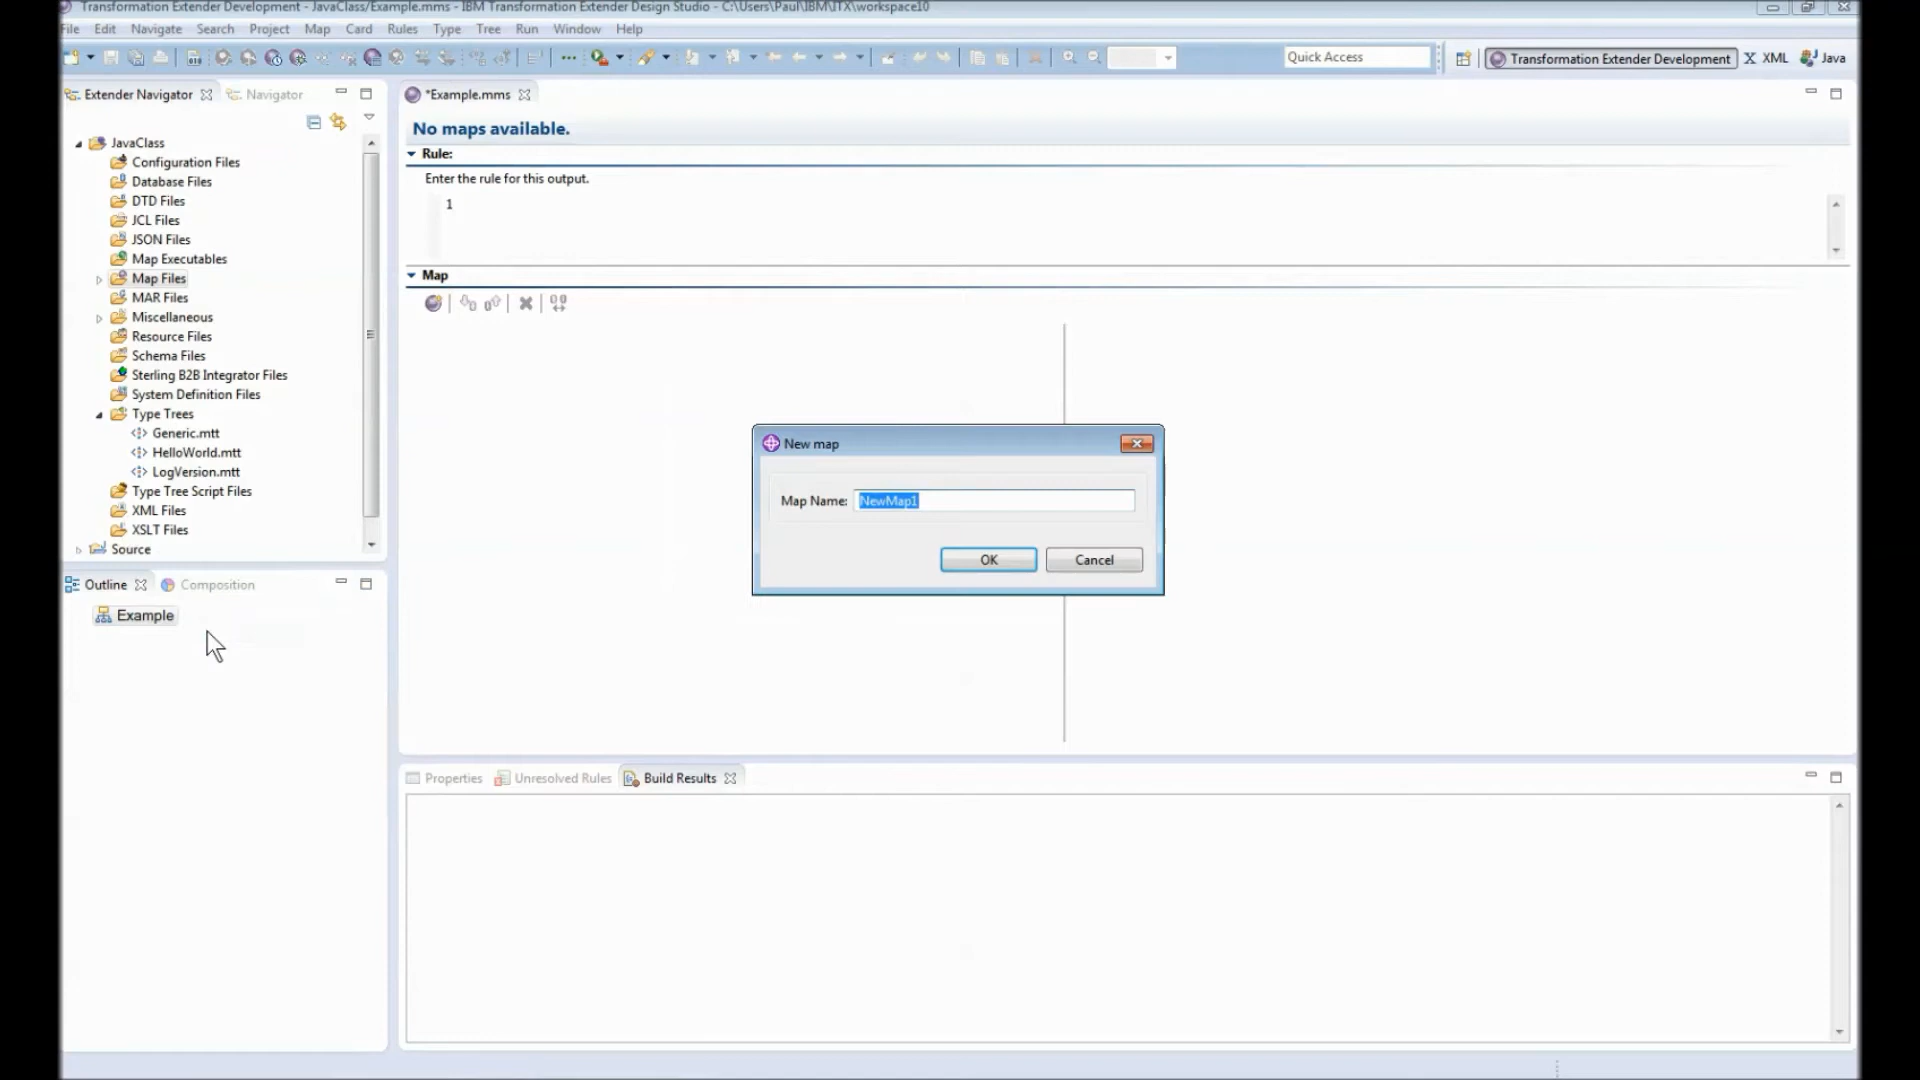 Transformation Extender Development - JavaClass/Example.mms - IBM Transformation Extender Design Studio - C:\Users\Paul\IBM\ITX\workspace10
File Edit Navigate Search Project Map Card Rules Type Tree Run Window Help
Quick Access
Transformation Extender Development
XML
Java
Extender Navigator
Navigator
JavaClass
Configuration Files
Database Files
DTD Files
JCL Files
JSON Files
Map Executables
Map Files
MAR Files
Miscellaneous
Resource Files
Schema Files
Sterling B2B Integrator Files
System Definition Files
Type Trees
Generic.mtt
HelloWorld.mtt
LogVersion.mtt
Type Tree Script Files
XML Files
XSLT Files
Source
Outline
Composition
Example
*Example.mms
No maps available.
Rule:
Enter the rule for this output.
1
Map
New map
Map Name: NewMap1
OK
Cancel
Properties
Unresolved Rules
Build Results